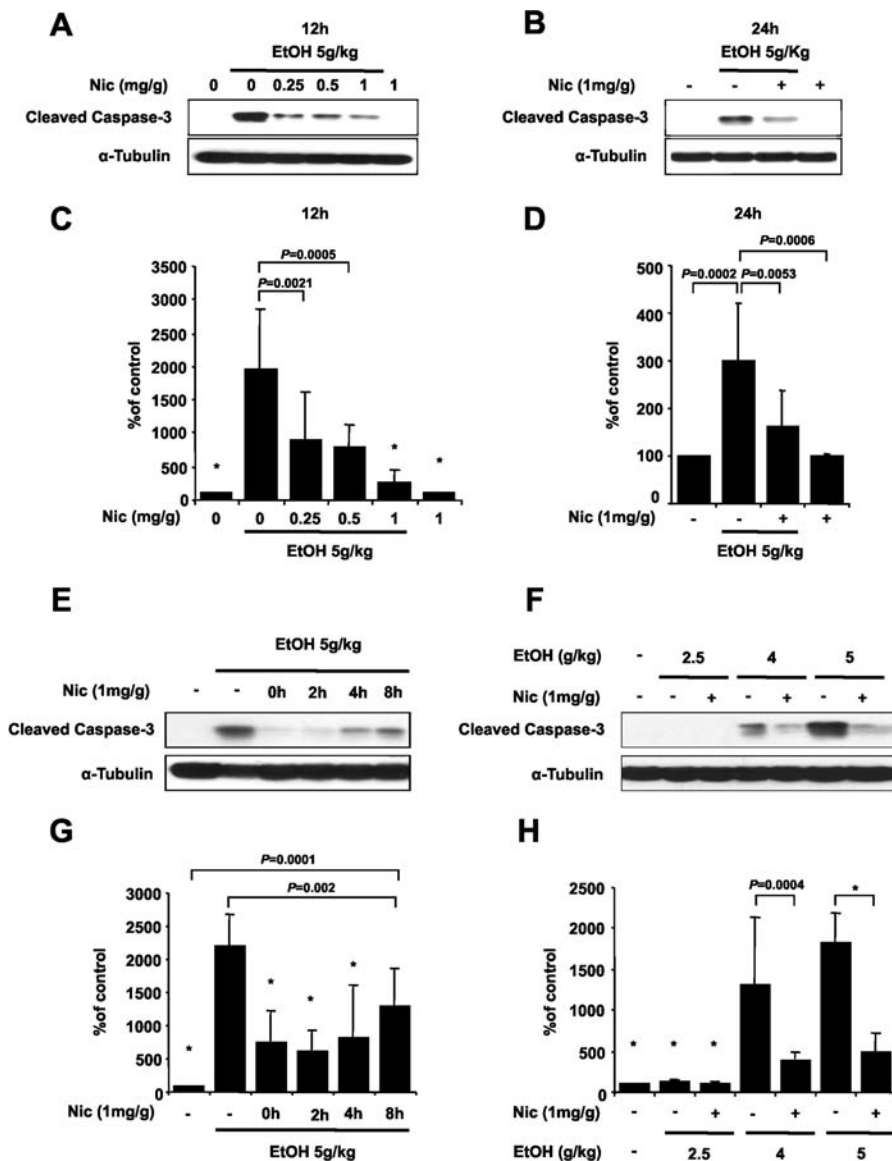 A
12h
EtOH 5g/kg
Nic (mg/g) 0 0 0.25 0.5 1 1
Cleaved Caspase-3
α-Tubulin
B
24h
EtOH 5g/Kg
Nic (1mg/g) - - + +
Cleaved Caspase-3
α-Tubulin
C
12h
P=0.0005
P=0.0021
3500
3000
2500
2000
1500
1000
500
0
%of control
* * *
Nic (mg/g) 0 0 0.25 0.5 1 1
EtOH 5g/kg
D
24h
P=0.0006
P=0.0002 P=0.0053
500
400
300
200
100
0
%of control
Nic (1mg/g) - - + +
EtOH 5g/kg
E
EtOH 5g/kg
Nic (1mg/g) - - 0h 2h 4h 8h
Cleaved Caspase-3
α-Tubulin
F
EtOH (g/kg) - 2.5 4 5
Nic (1mg/g) - + - + - +
Cleaved Caspase-3
α-Tubulin
G
P=0.0001
P=0.002
3000
2500
2000
1500
1000
500
0
%of control
* * * *
Nic (1mg/g) - - 0h 2h 4h 8h
EtOH 5g/kg
H
P=0.0004 *
2500
2000
1500
1000
500
0
%of control
* * *
Nic (1mg/g) - - + - + - +
EtOH (g/kg) - 2.5 4 5